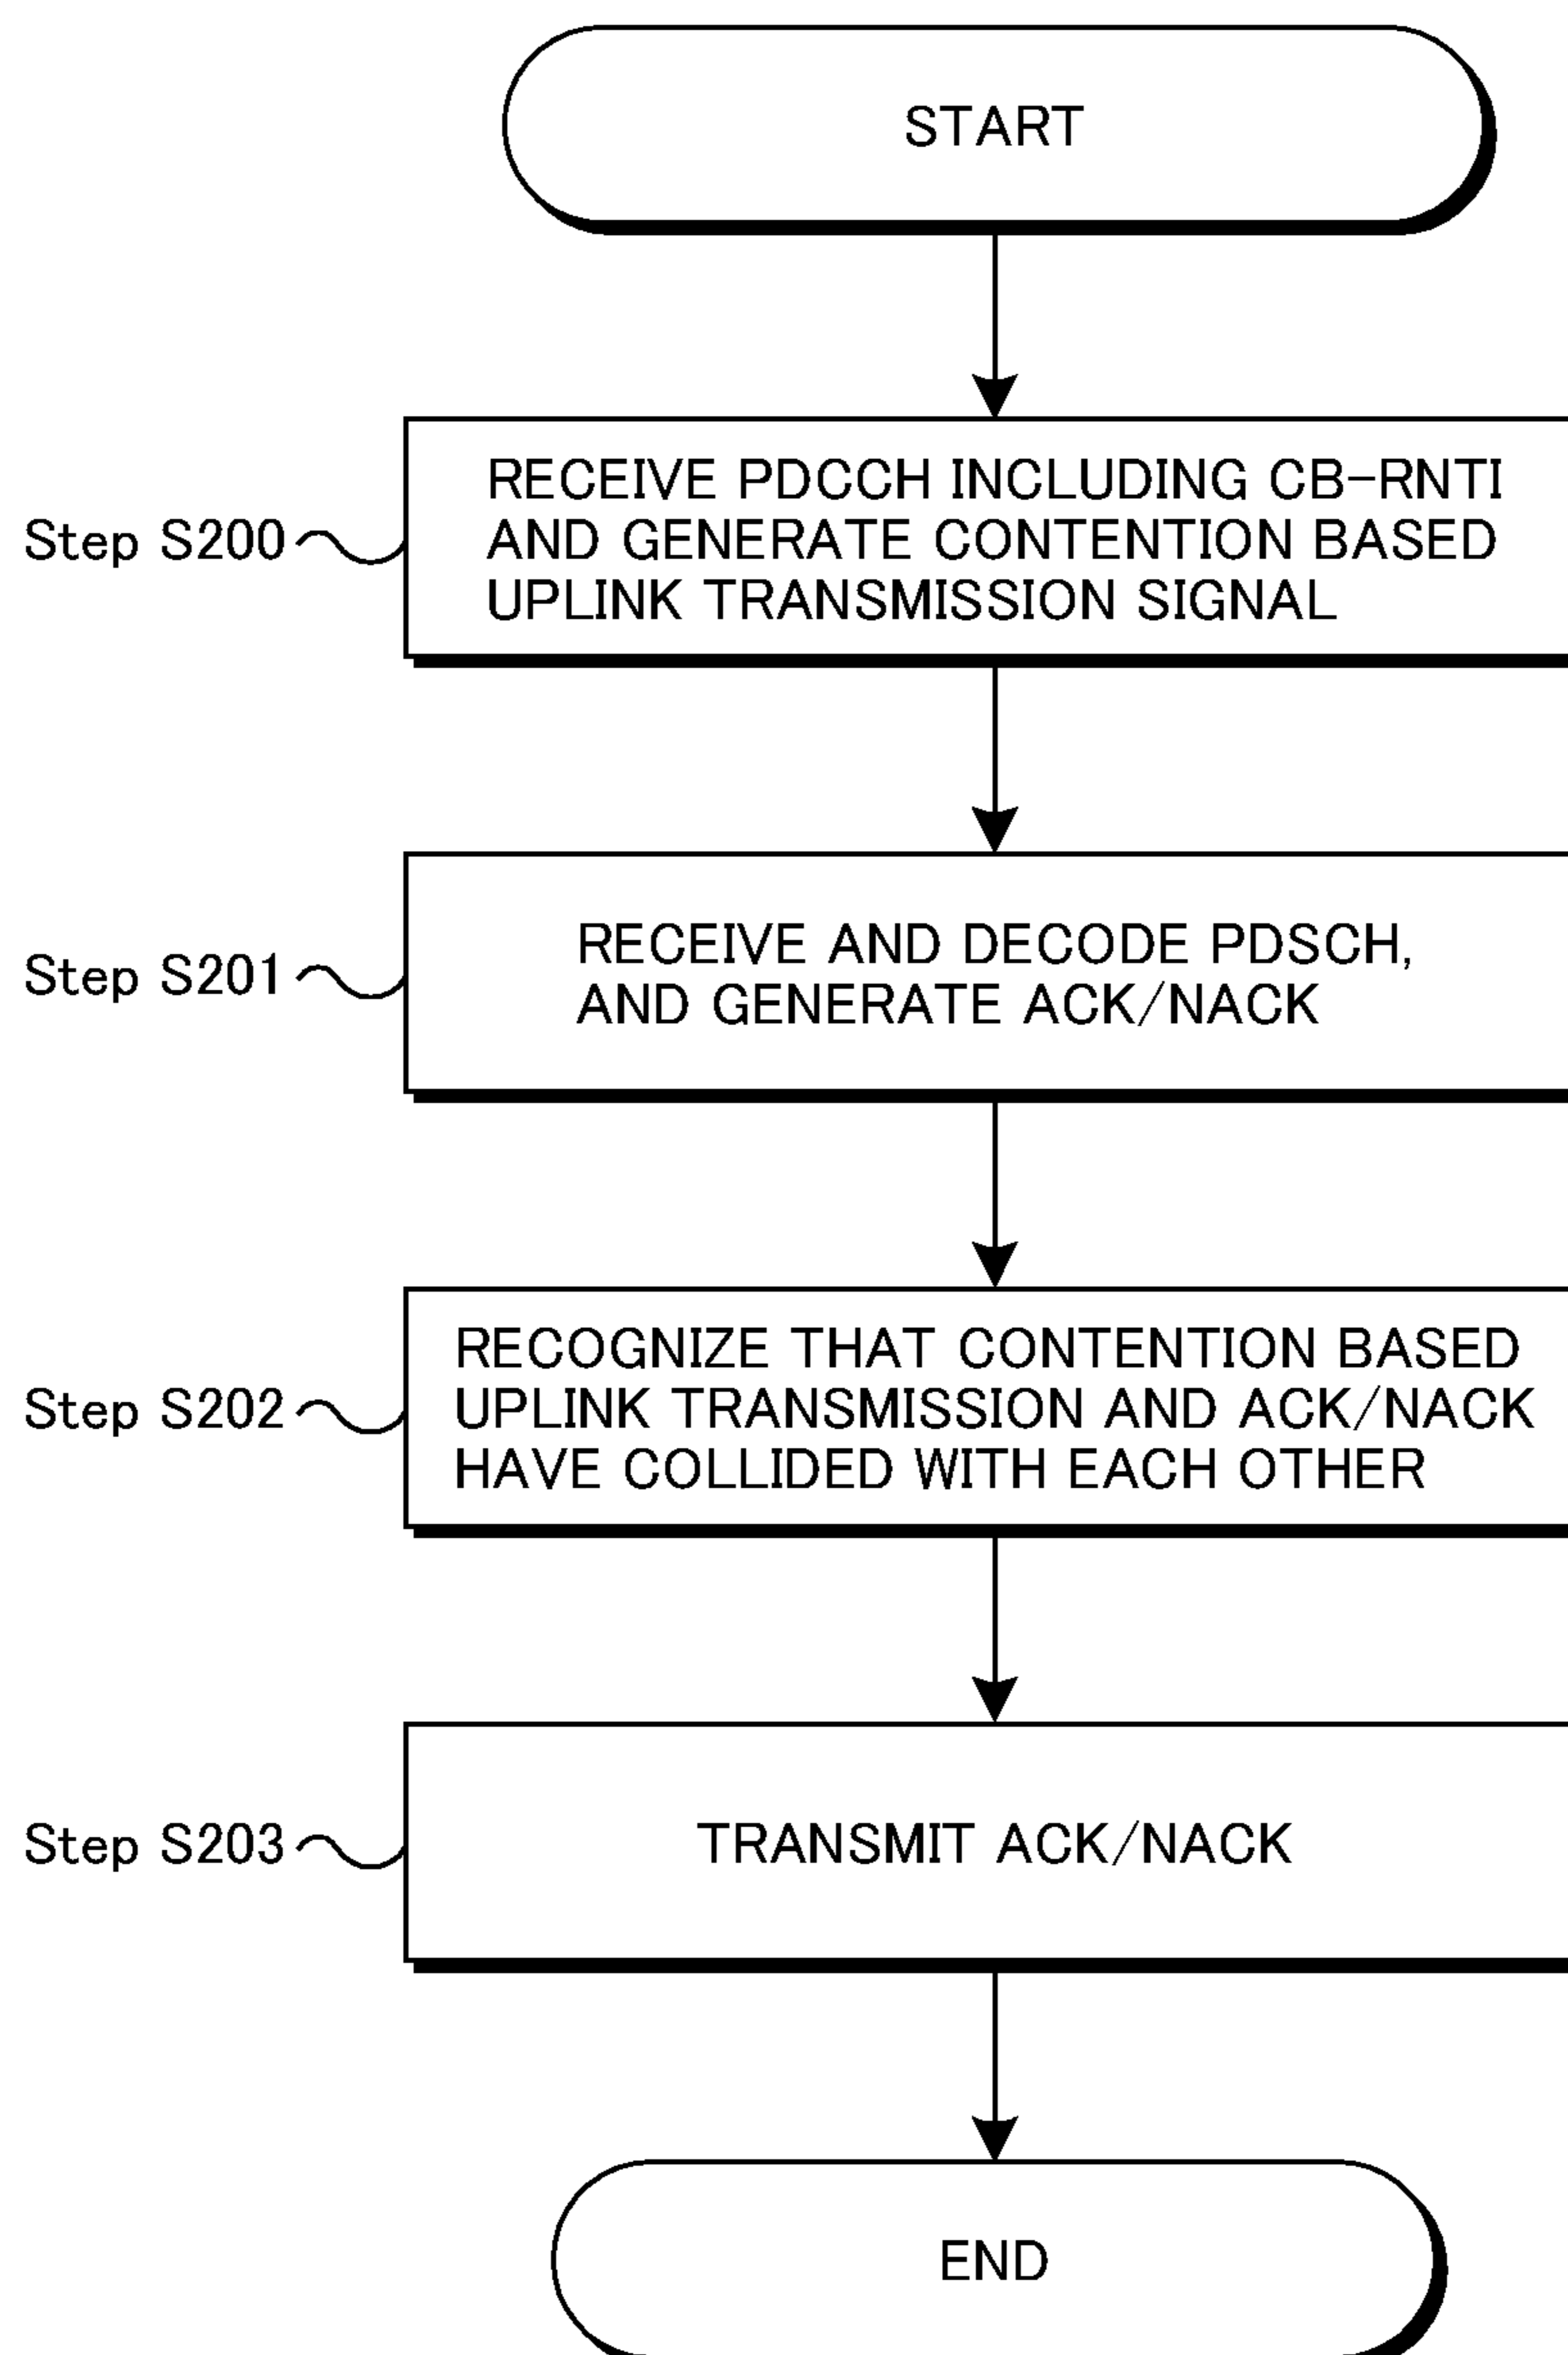 START
Step S200
RECEIVE PDCCH INCLUDING CB-RNTI
AND GENERATE CONTENTION BASED
UPLINK TRANSMISSION SIGNAL
Step S201
RECEIVE AND DECODE PDSCH,
AND GENERATE ACK/NACK
Step S202
RECOGNIZE THAT CONTENTION BASED
UPLINK TRANSMISSION AND ACK/NACK
HAVE COLLIDED WITH EACH OTHER
Step S203
TRANSMIT ACK/NACK
END